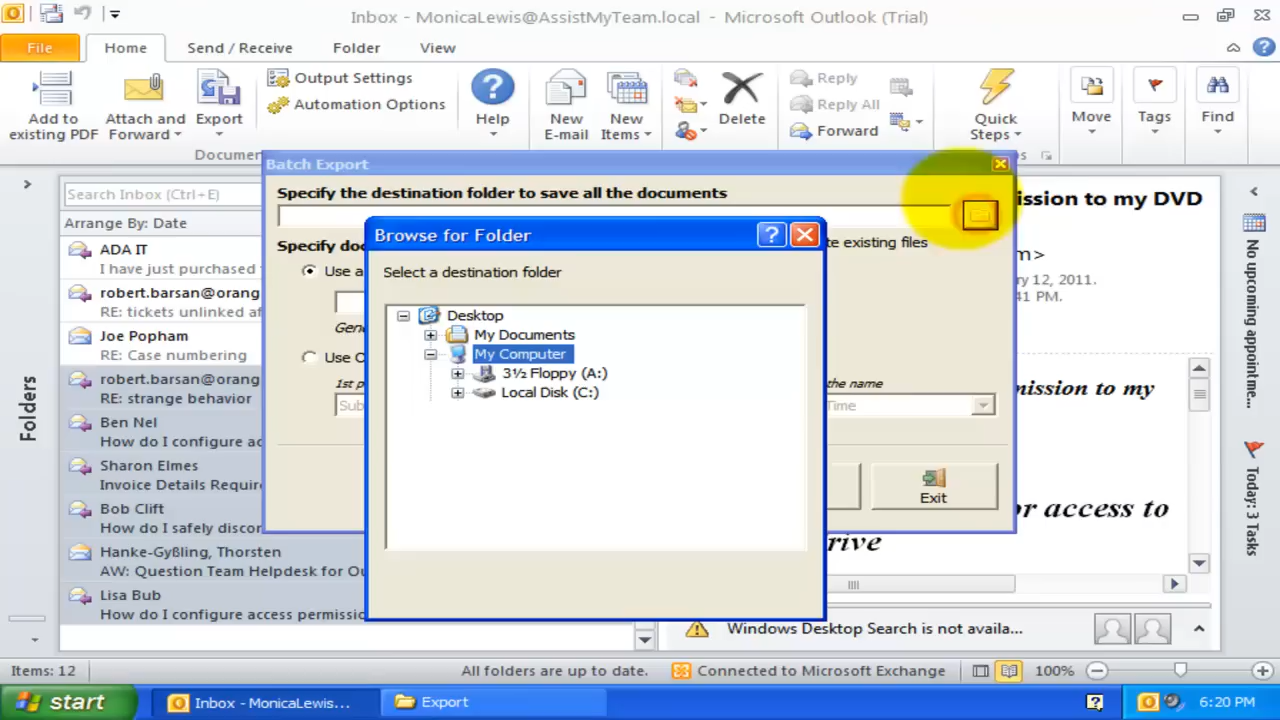 Inbox - MonicaLewis@AssistMyTeam.local - Microsoft Outlook (Trial)
File Home Send / Receive Folder View
Add to existing PDF
Attach and Forward
Export
Output Settings
Automation Options
Help
New E-mail
New Items
Delete
Reply
Reply All
Forward
Quick Steps
Move
Tags
Find
Docume
s
Search Inbox (Ctrl+E)
Arrange By: Date
ADA IT
I have just purchased
robert.barsan@orang
RE: tickets unlinked af
Joe Popham
RE: Case numbering
robert.barsan@orang
RE: strange behavior
Ben Nel
How do I configure ac
Sharon Elmes
Invoice Details Require
Bob Clift
How do I safely discon
Hanke-Gyßling, Thorsten
AW: Question Team Helpdesk for Ou
Lisa Bub
How do I configure access permissio
Folders
Batch Export
Specify the destination folder to save all the documents
Specify doc
te existing files
Use a
Gene
Use O
1st p
Sub
the name
Time
Exit
Browse for Folder
Select a destination folder
Desktop
My Documents
My Computer
3½ Floppy (A:)
Local Disk (C:)
ission to my DVD
m>
ry 12, 2011.
41 PM.
mission to my
or access to
rive
Windows Desktop Search is not availa...
No upcoming appointme...
Today: 3 Tasks
Items: 12
All folders are up to date.
Connected to Microsoft Exchange
100%
start
Inbox - MonicaLewis...
Export
6:20 PM